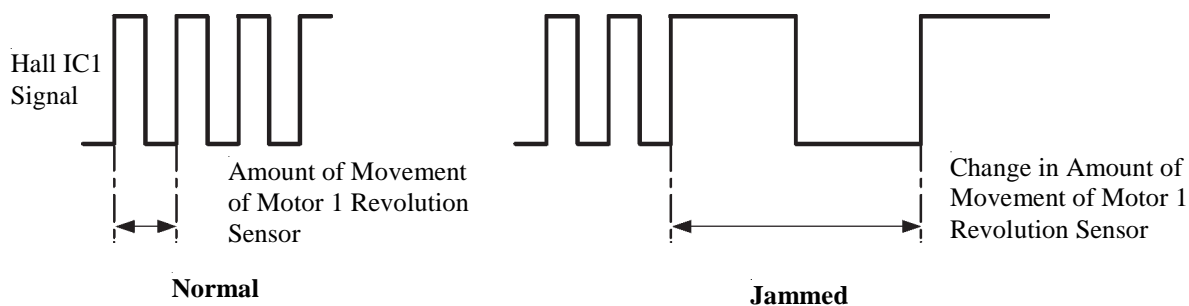 Hall IC1
Signal
Amount of Movement
of Motor 1 Revolution
Sensor
Normal
Change in Amount of
Movement of Motor 1
Revolution Sensor
Jammed